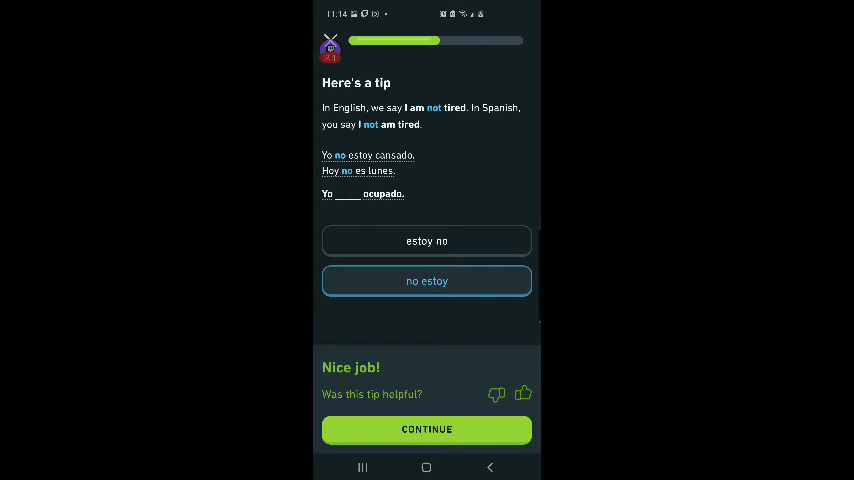 11:14
Here's a tip
In English, we say I am not tired. In Spanish,
you say I not am tired.
Yo no estoy cansado.
Hoy no es lunes.
Yo _____ ocupado.
estoy no
no estoy
Nice job!
Was this tip helpful?
CONTINUE